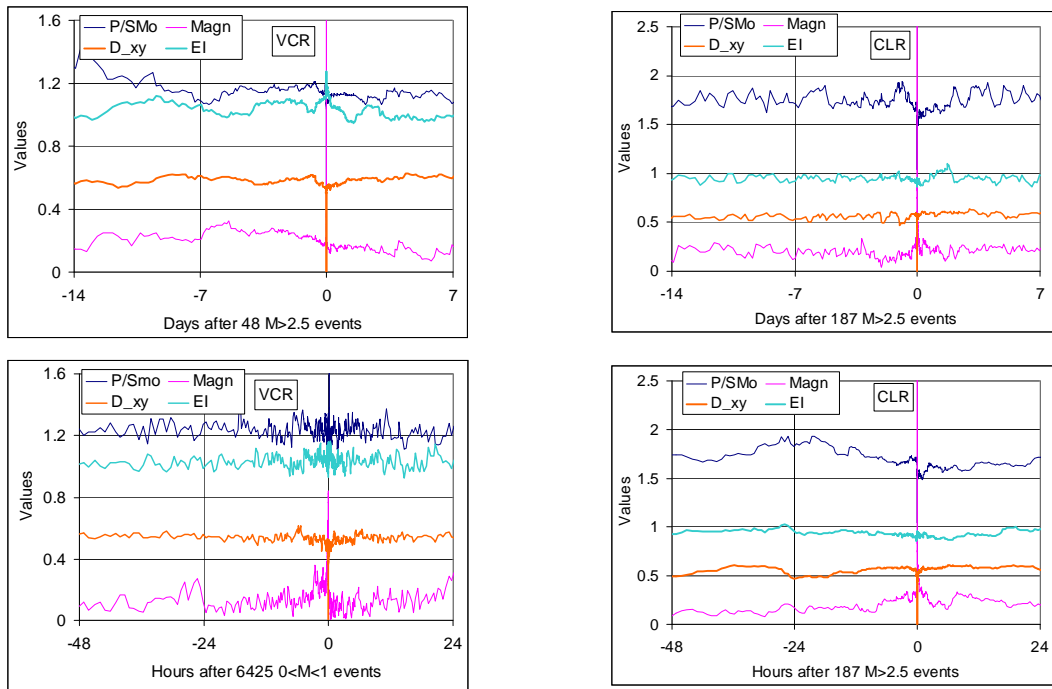 1.6
P/SMo Magn
D_xy EI
VCR
1.2
0.8
0.4
0
Values
-14 -7 0 7
Days after 48 M>2.5 events
2.5
P/SMo Magn
D_xy EI
CLR
2
1.5
1
0.5
0
Values
-14 -7 0 7
Days after 187 M>2.5 events
1.6
P/Smo Magn
D_xy EI
VCR
1.2
0.8
0.4
0
Values
-48 -24 0 24
Hours after 6425 0<M<1 events
2.5
P/SMo Magn
D_xy EI
CLR
2
1.5
1
0.5
0
Values
-48 -24 0 24
Hours after 187 M>2.5 events